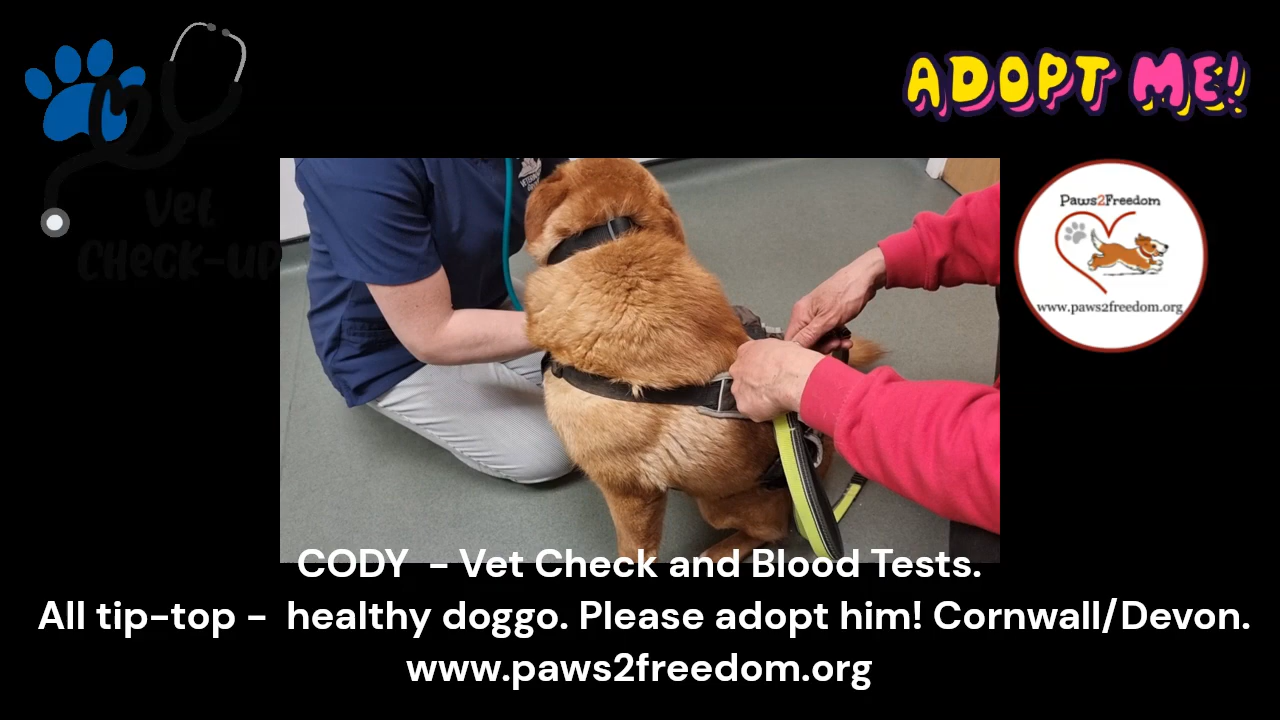 Vet
CHeck-UP
ADOPT ME!
Paws2Freedom
www.paws2freedom.org
CODY - Vet Check and Blood Tests.
All tip-top - healthy doggo. Please adopt him! Cornwall/Devon.
www.paws2freedom.org